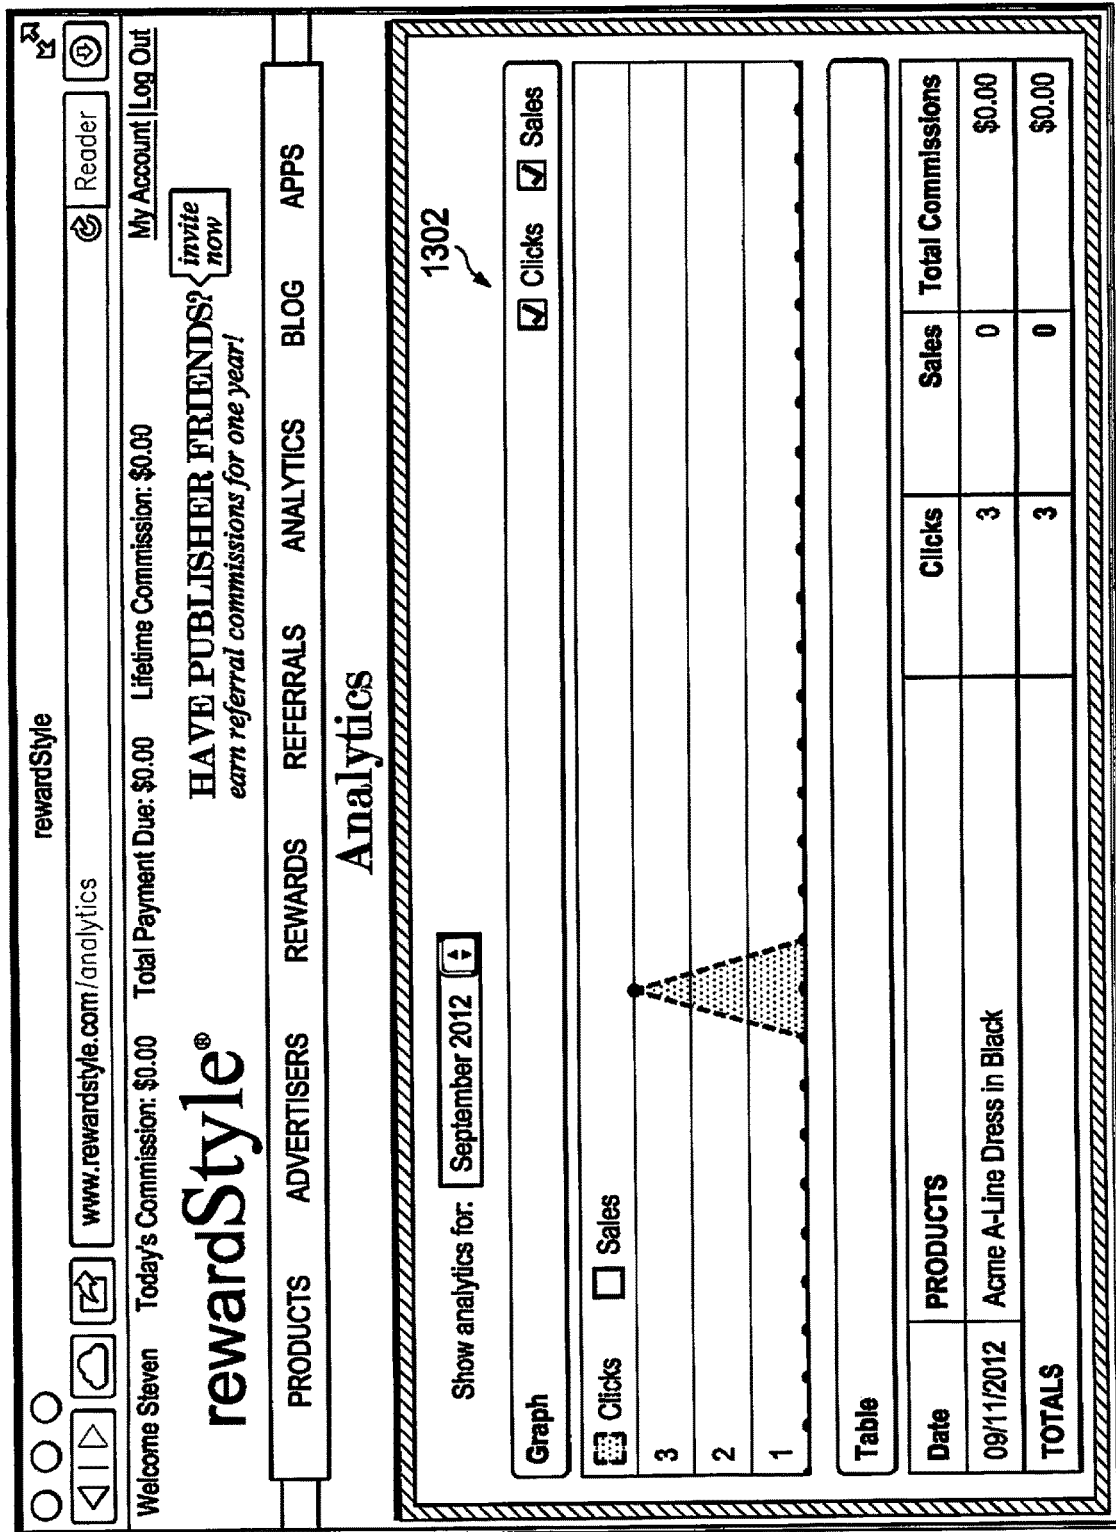 rewardStyle
www.rewardstyle.com/analytics
Reader
Welcome Steven Today's Commission: $0.00 Total Payment Due: $0.00 Lifetime Commission: $0.00 My Account | Log Out
rewardStyle®
HAVE PUBLISHER FRIENDS?
earn referral commissions for one year!
invite
now
PRODUCTS ADVERTISERS REWARDS REFERRALS ANALYTICS BLOG APPS
Analytics
Show analytics for: September 2012
1302
Graph Clicks Sales
Clicks Sales
3
2
1
Table
Date PRODUCTS Clicks Sales Total Commissions
09/11/2012 Acme A-Line Dress in Black 3 0 $0.00
TOTALS 3 0 $0.00